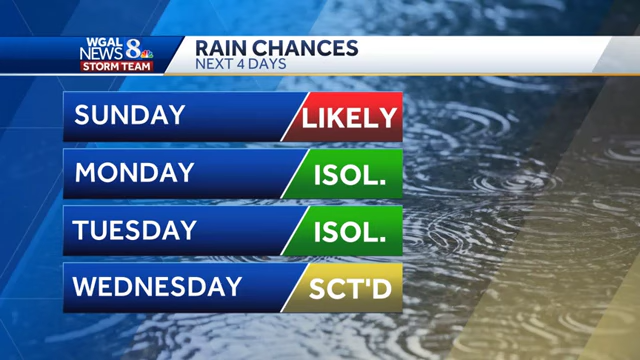 WGAL
NEWS 8
STORM TEAM
RAIN CHANCES
NEXT 4 DAYS
SUNDAY LIKELY
MONDAY ISOL.
TUESDAY ISOL.
WEDNESDAY SCT'D